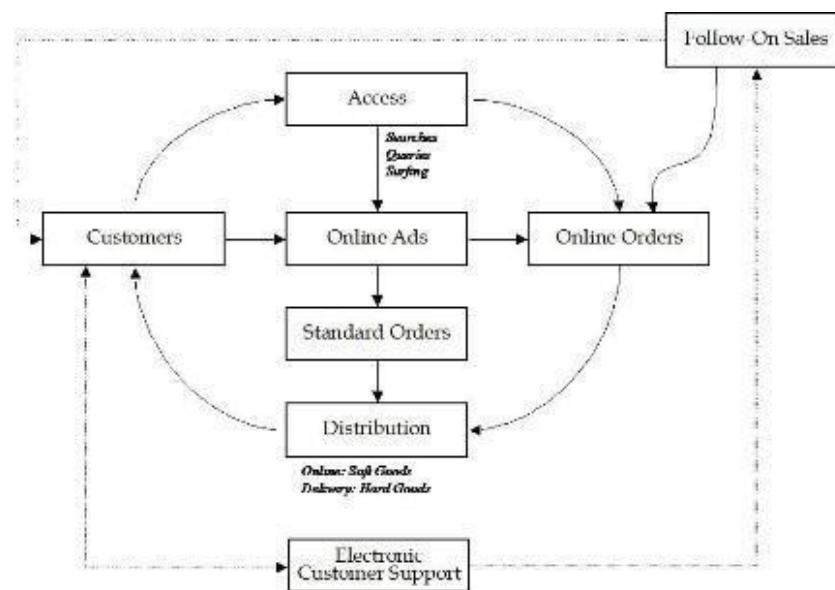 Follow-On Sales
Access
Searches
Queries
Surfing
Customers
Online Ads
Online Orders
Standard Orders
Distribution
Online: Soft Goods
Delivery: Hard Goods
Electronic
Customer Support